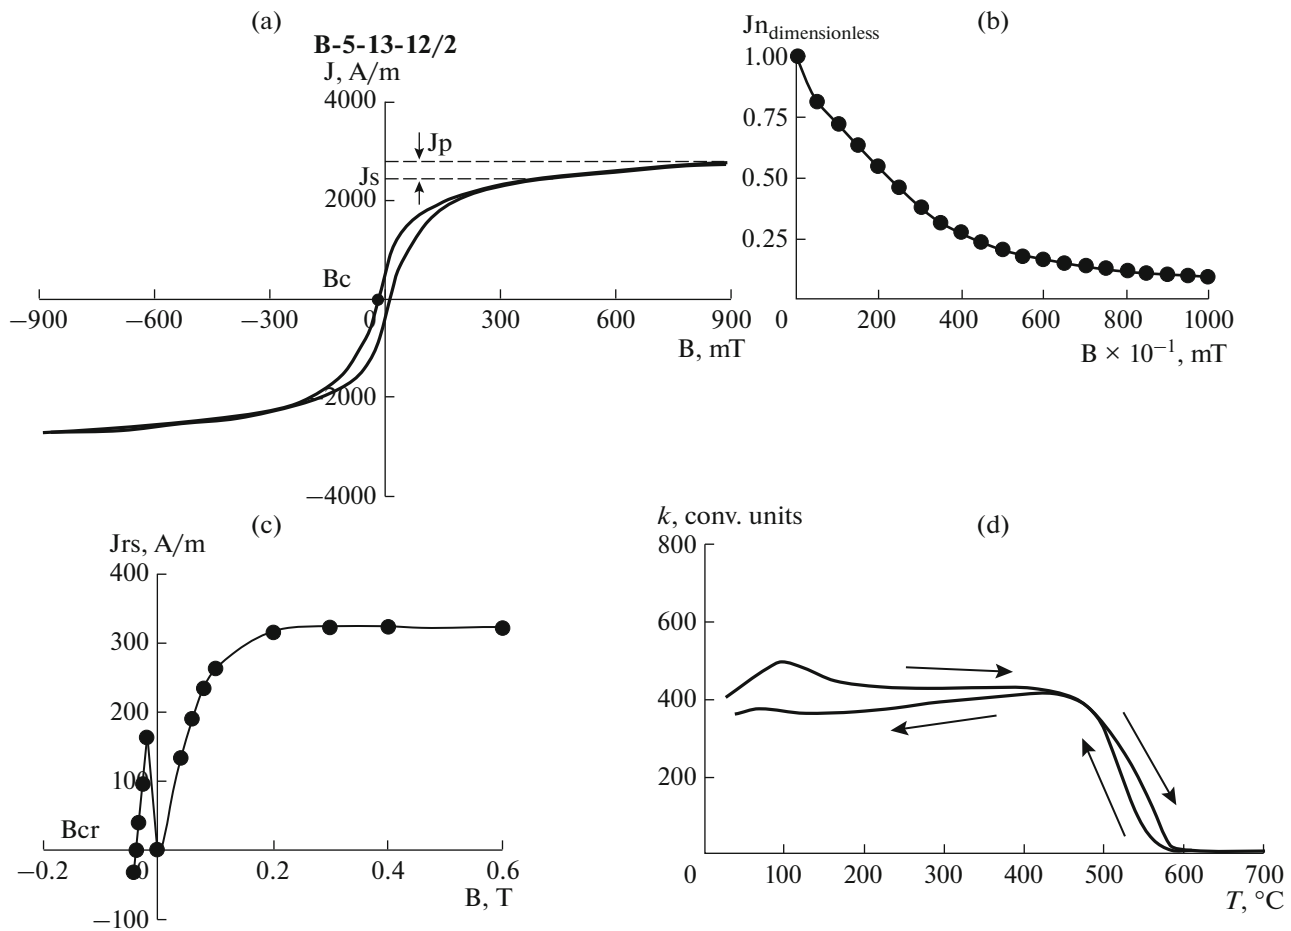 (a)
B-5-13-12/2
J, A/m
4000
Jp
Js
2000
Bc
−900
−600
−300
0
300
600
900
B, mT
2000
−4000
(b)
Jn dimensionless
1.00
0.75
0.50
0.25
0
200
400
600
800
1000
B × 10−1, mT
(c)
Jrs, A/m
400
300
200
100
Bcr
−0.2
0
0.2
0.4
0.6
B, T
−100
(d)
k, conv. units
800
600
400
200
0
100
200
300
400
500
600
700
T, °C